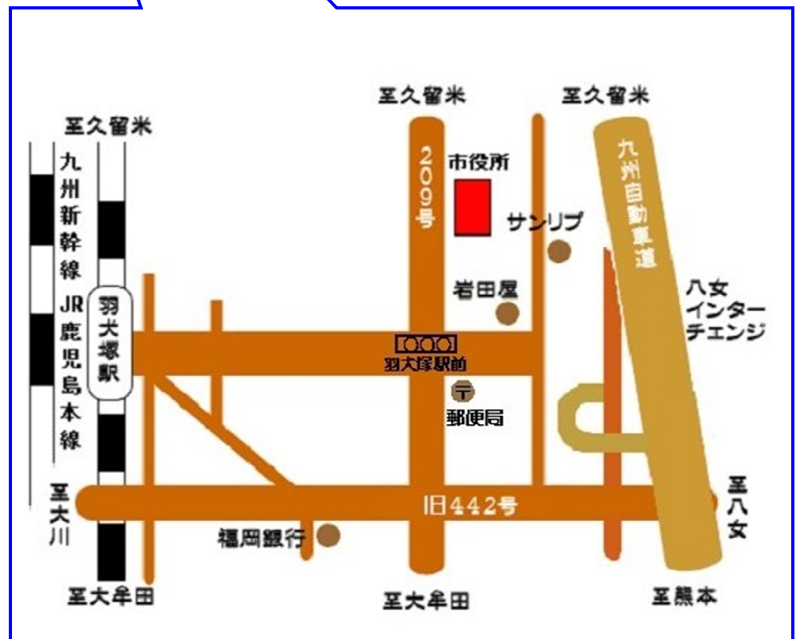 至久留米
至久留米
至久留米
九州新幹線
JR鹿児島本線
羽犬塚駅
209号
市役所
サンリブ
九州自動車道
岩田屋
八女
インター
チェンジ
羽犬塚駅前
〒
郵便局
至大川
旧442号
至八女
福岡銀行
至大牟田
至大牟田
至熊本